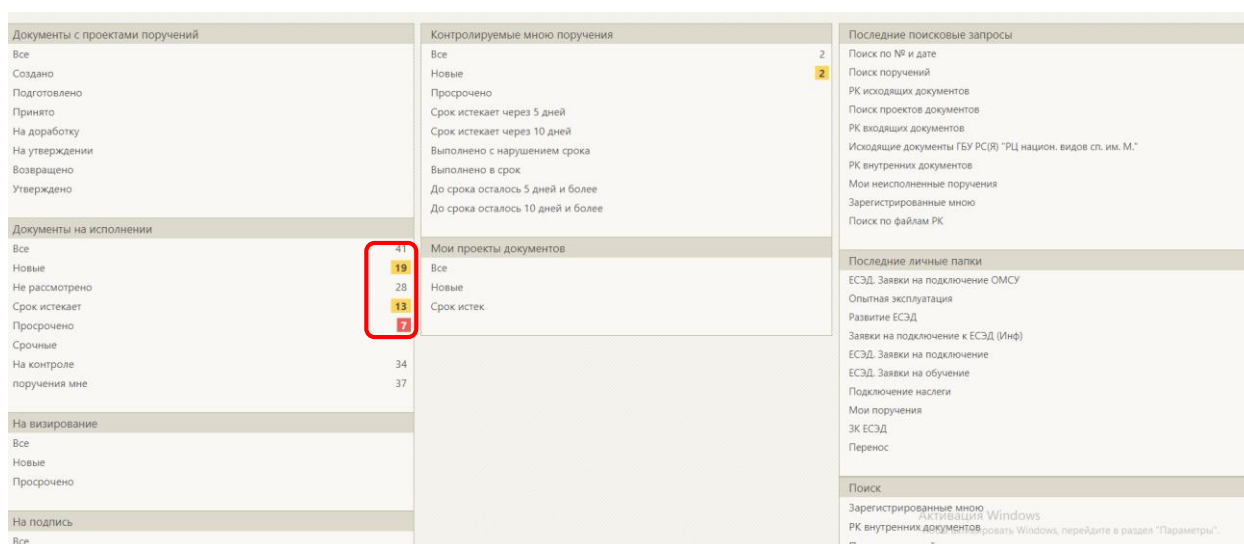 Документы с проектами поручений
Все
Создано
Подготовлено
Принято
На доработку
На утверждении
Возвращено
Утверждено
Документы на исполнении
Все 41
Новые 19
Не рассмотрено 28
Срок истекает 13
Просрочено 7
Срочные
На контроле 34
поручения мне 37
На визирование
Все
Новые
Просрочено
На подпись
Все
Контролируемые мною поручения
Все 2
Новые 2
Просрочено
Срок истекает через 5 дней
Срок истекает через 10 дней
Выполнено с нарушением срока
Выполнено в срок
До срока осталось 5 дней и более
До срока осталось 10 дней и более
Мои проекты документов
Все
Новые
Срок истек
Последние поисковые запросы
Поиск по № и дате
Поиск поручений
РК исходящих документов
Поиск проектов документов
РК входящих документов
Исходящие документы ГБУ РС(Я) "РЦ национ. видов сп. им. М."
РК внутренних документов
Мои неисполненные поручения
Зарегистрированные мною
Поиск по файлам РК
Последние личные папки
ЕСЭД. Заявки на подключение ОМСУ
Опытная эксплуатация
Развитие ЕСЭД
Заявки на подключение к ЕСЭД (Инф)
ЕСЭД. Заявки на подключение
ЕСЭД. Заявки на обучение
Подключение наслеги
Мои поручения
ЗК ЕСЭД
Перенос
Поиск
Зарегистрированные мною
Активация Windows
РК внутренних документов
Windows, перейдите в раздел "Параметры".